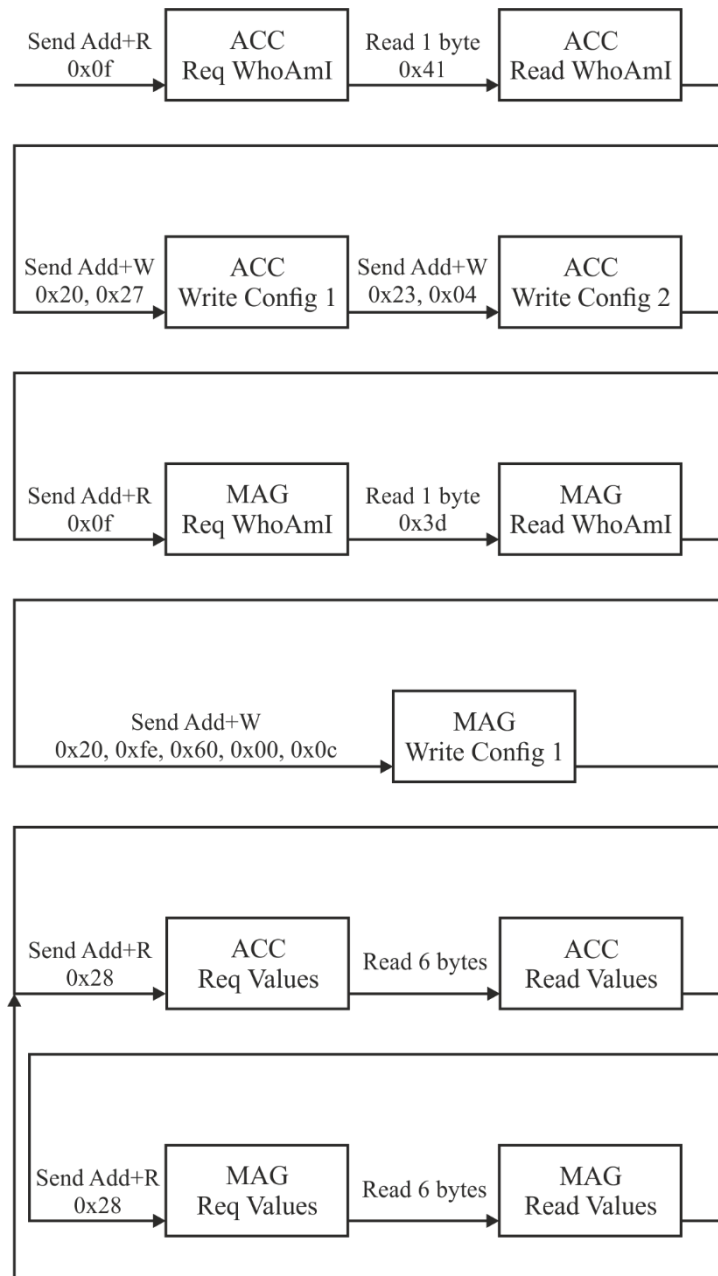 Send Add+R
0x0f
ACC
Req WhoAmI
Read 1 byte
0x41
ACC
Read WhoAmI
Send Add+W
0x20, 0x27
ACC
Write Config 1
Send Add+W
0x23, 0x04
ACC
Write Config 2
Send Add+R
0x0f
MAG
Req WhoAmI
Read 1 byte
0x3d
MAG
Read WhoAmI
Send Add+W
0x20, 0xfe, 0x60, 0x00, 0x0c
MAG
Write Config 1
Send Add+R
0x28
ACC
Req Values
Read 6 bytes
ACC
Read Values
Send Add+R
0x28
MAG
Req Values
Read 6 bytes
MAG
Read Values